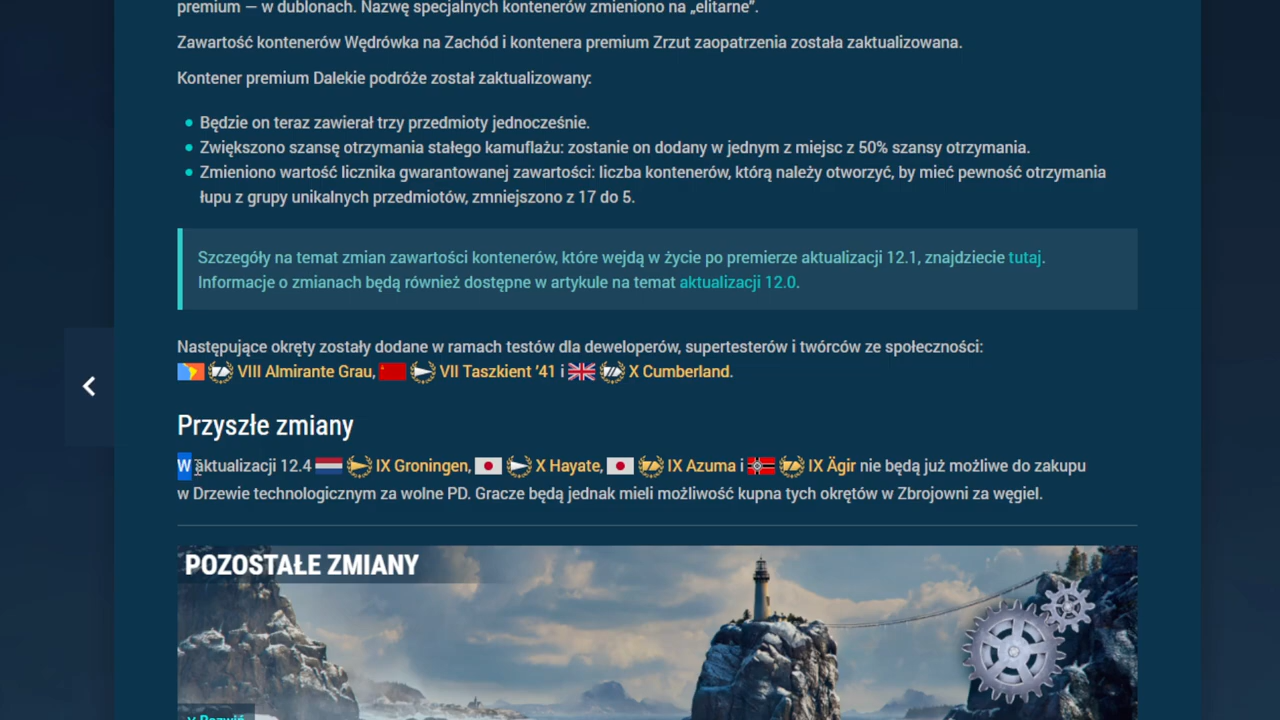 premium — w dublonach. Nazwę specjalnych kontenerów zmieniono na „elitarne”.
Zawartość kontenerów Wędrówka na Zachód i kontenera premium Zrzut zaopatrzenia została zaktualizowana.
Kontener premium Dalekie podróże został zaktualizowany:
Będzie on teraz zawierał trzy przedmioty jednocześnie.
Zwiększono szansę otrzymania stałego kamuflażu: zostanie on dodany w jednym z miejsc z 50% szansy otrzymania.
Zmieniono wartość licznika gwarantowanej zawartości: liczba kontenerów, którą należy otworzyć, by mieć pewność otrzymania
łupu z grupy unikalnych przedmiotów, zmniejszono z 17 do 5.
Szczegóły na temat zmian zawartości kontenerów, które wejdą w życie po premierze aktualizacji 12.1, znajdziecie tutaj.
Informacje o zmianach będą również dostępne w artykule na temat aktualizacji 12.0.
Następujące okręty zostały dodane w ramach testów dla deweloperów, supertesterów i twórców ze społeczności:
VIII Almirante Grau, VII Taszkient ’41 i X Cumberland.
Przyszłe zmiany
W aktualizacji 12.4 IX Groningen, X Hayate, IX Azuma i IX Ägir nie będą już możliwe do zakupu
w Drzewie technologicznym za wolne PD. Gracze będą jednak mieli możliwość kupna tych okrętów w Zbrojowni za węgiel.
POZOSTAŁE ZMIANY
Rozwiń